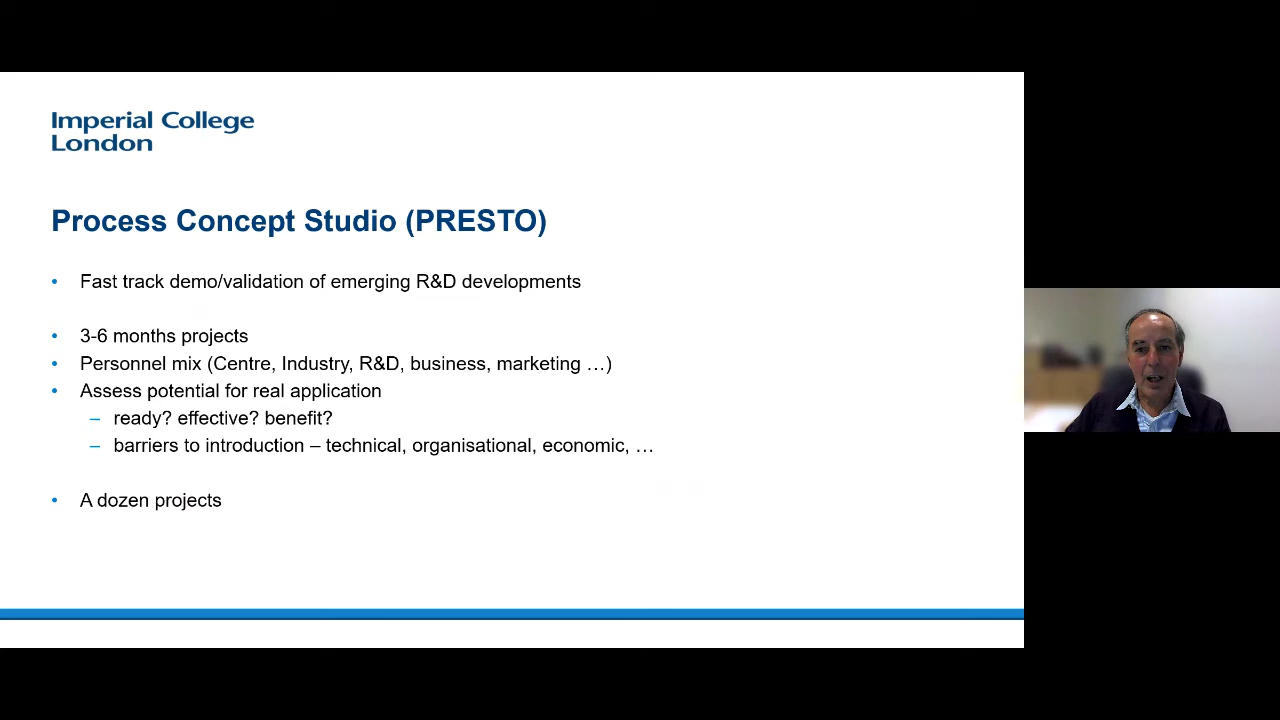 Imperial College
London
Process Concept Studio (PRESTO)
• Fast track demo/validation of emerging R&D developments
• 3-6 months projects
• Personnel mix (Centre, Industry, R&D, business, marketing …)
• Assess potential for real application
– ready? effective? benefit?
– barriers to introduction – technical, organisational, economic, …
• A dozen projects